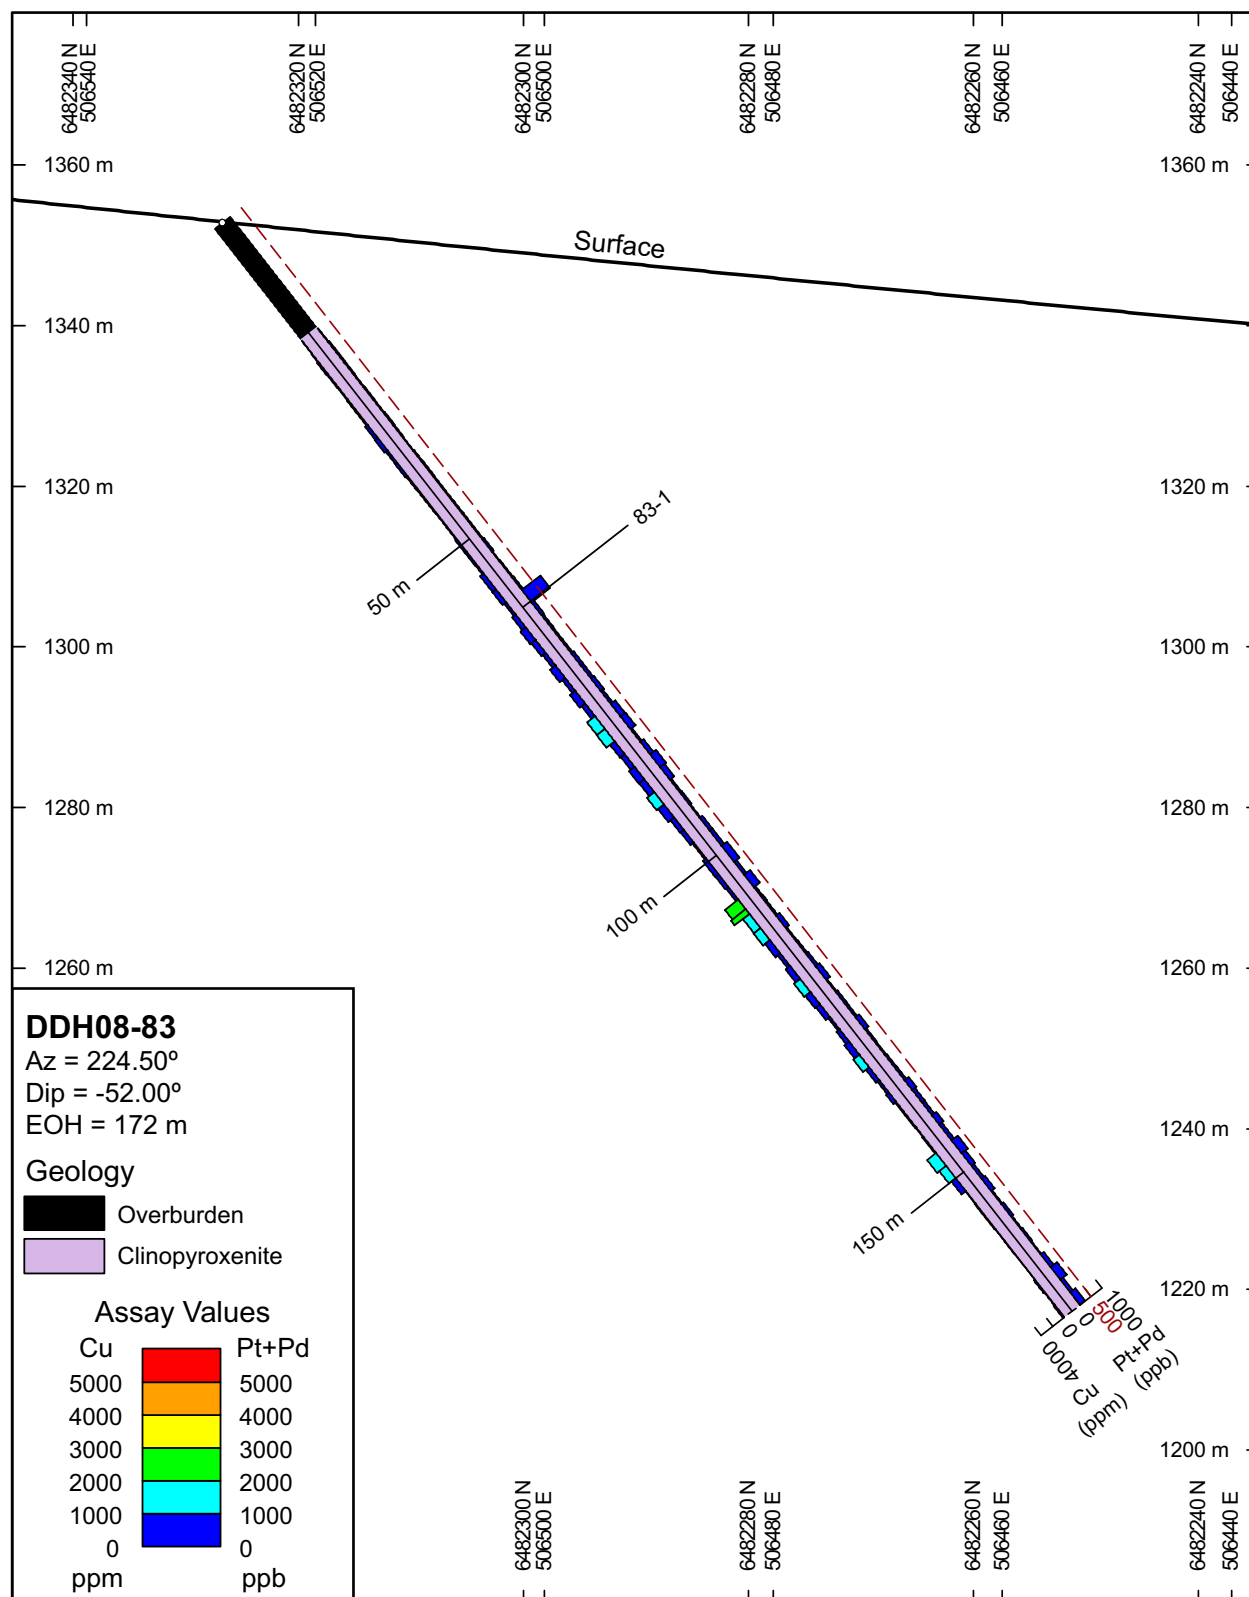 6482340 N
506540 E
6482320 N
506520 E
6482300 N
506500 E
6482280 N
506480 E
6482260 N
506460 E
6482240 N
506440 E
1360 m
1360 m
Surface
1340 m
1340 m
1320 m
1320 m
83-1
50 m
1300 m
1300 m
1280 m
1280 m
100 m
1260 m
1260 m
DDH08-83
Az = 224.50º
Dip = -52.00º
EOH = 172 m
Geology
Overburden
Clinopyroxenite
Assay Values
Cu
Pt+Pd
5000
5000
4000
4000
3000
3000
2000
2000
1000
1000
0
0
ppm
ppb
1240 m
1240 m
150 m
1220 m
1220 m
1000
500
0
Pt+Pd
(ppb)
0
4000
Cu
(ppm)
1200 m
6482300 N
506500 E
6482280 N
506480 E
6482260 N
506460 E
6482240 N
506440 E